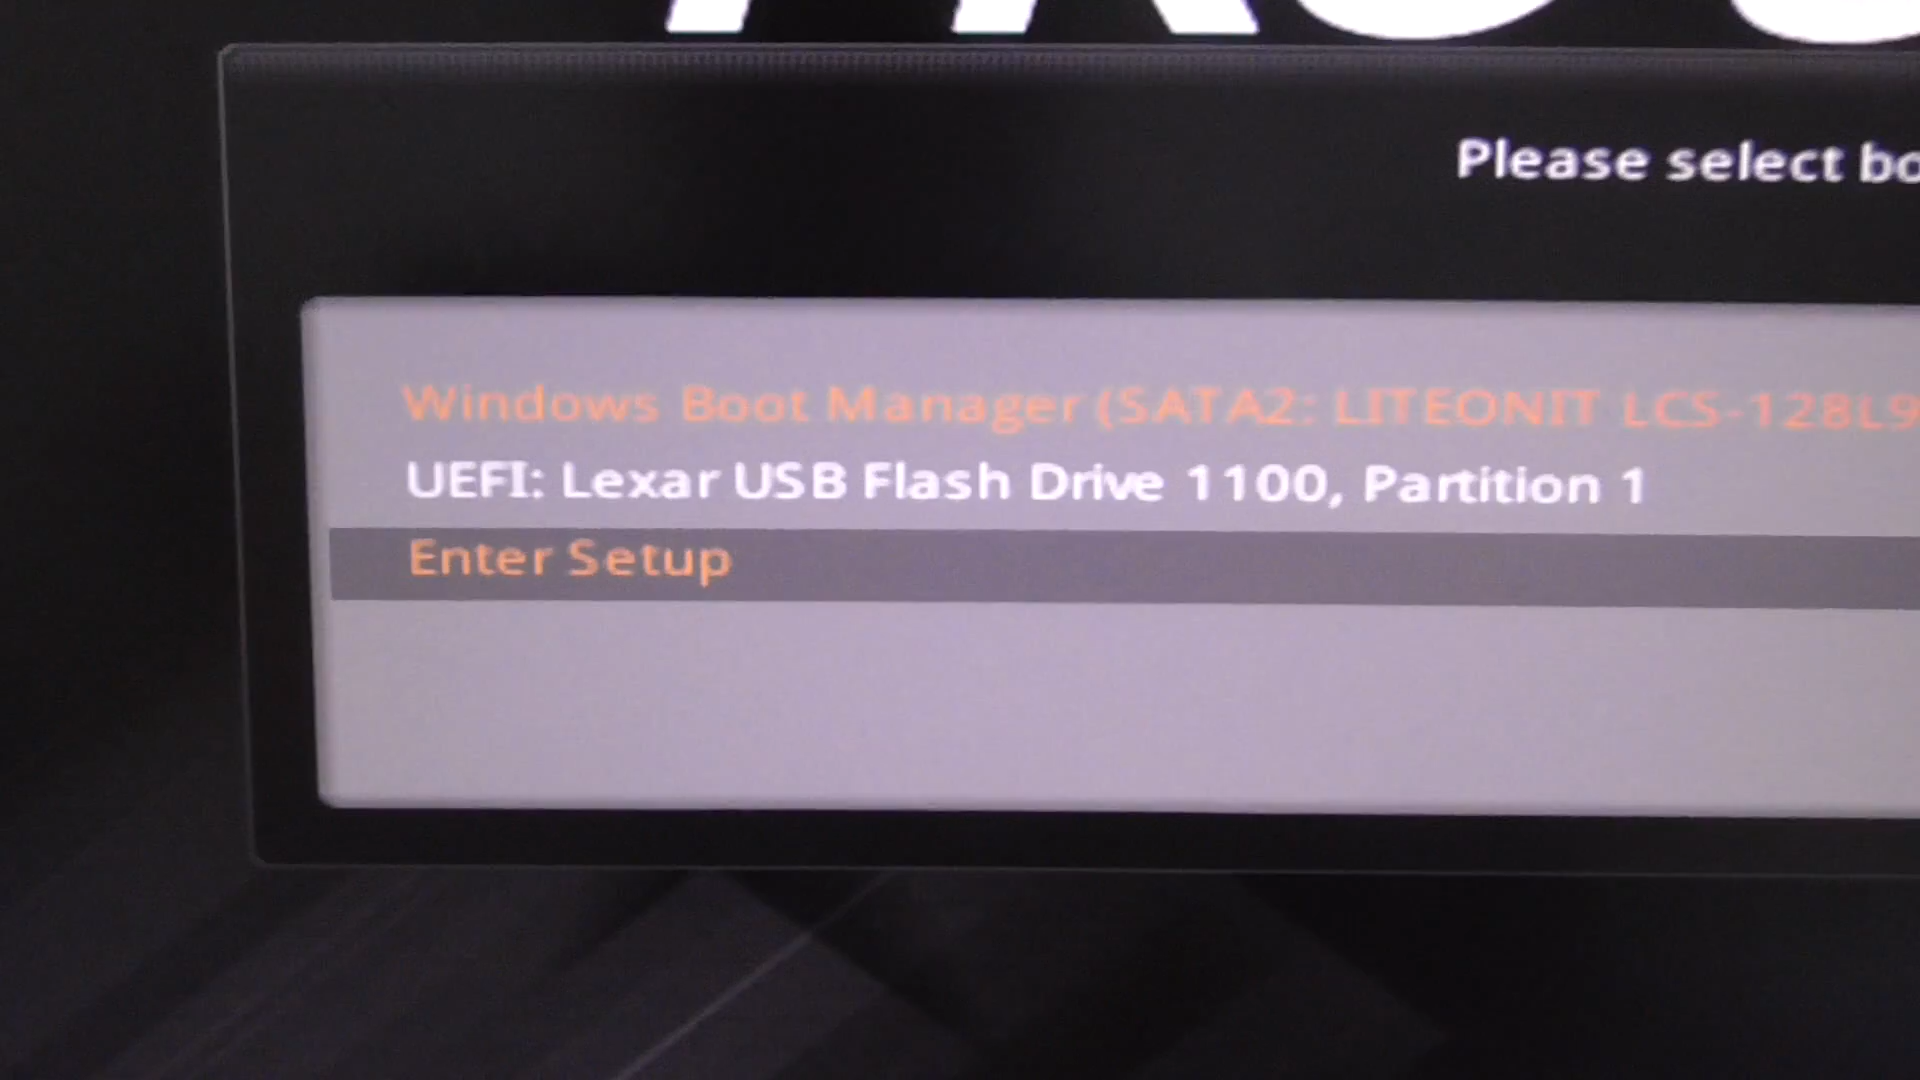 Please select bo
Windows Boot Manager (SATA2: LITEONIT LCS-128L9
UEFI: Lexar USB Flash Drive 1100, Partition 1
Enter Setup